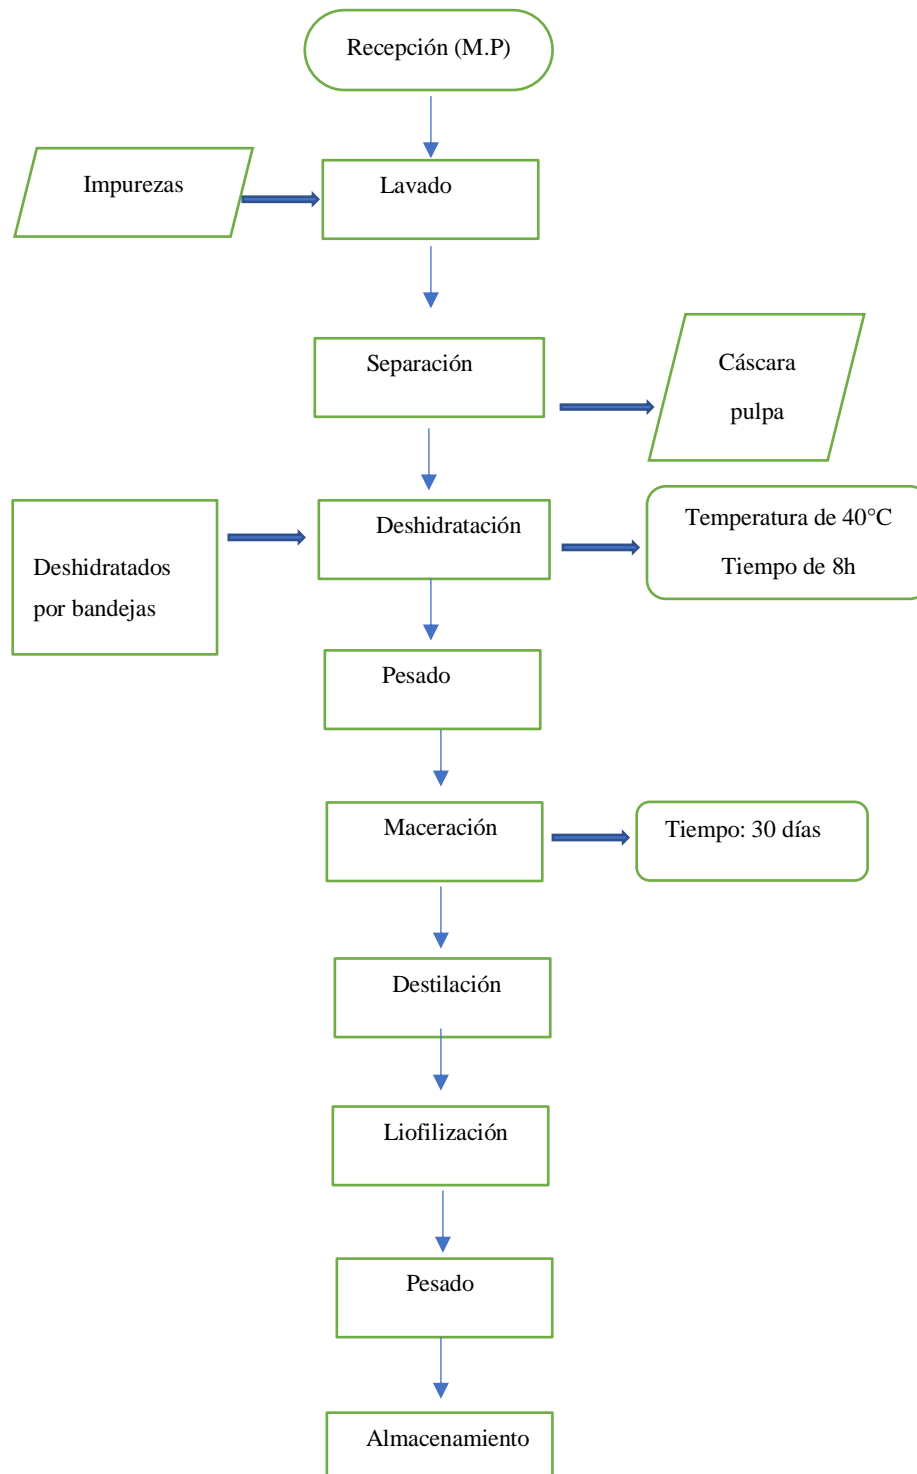 Recepción (M.P)
Impurezas
Lavado
Separación
Cáscara
pulpa
Deshidratados
por bandejas
Deshidratación
Temperatura de 40°C
Tiempo de 8h
Pesado
Maceración
Tiempo: 30 días
Destilación
Liofilización
Pesado
Almacenamiento